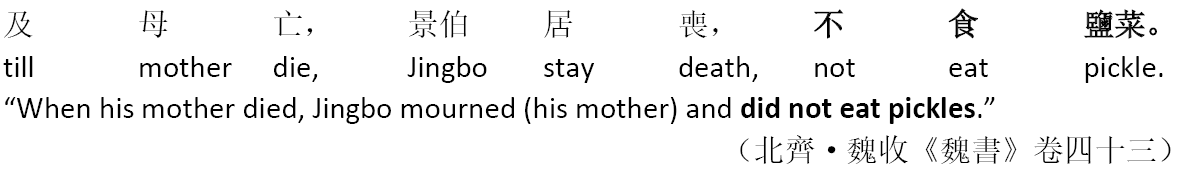 及 母 亡， 景伯 居 喪， 不 食 鹽菜。
till mother die, Jingbo stay death, not eat pickle.
“When his mother died, Jingbo mourned (his mother) and did not eat pickles.”
（北齊·魏收《魏書》卷四十三）